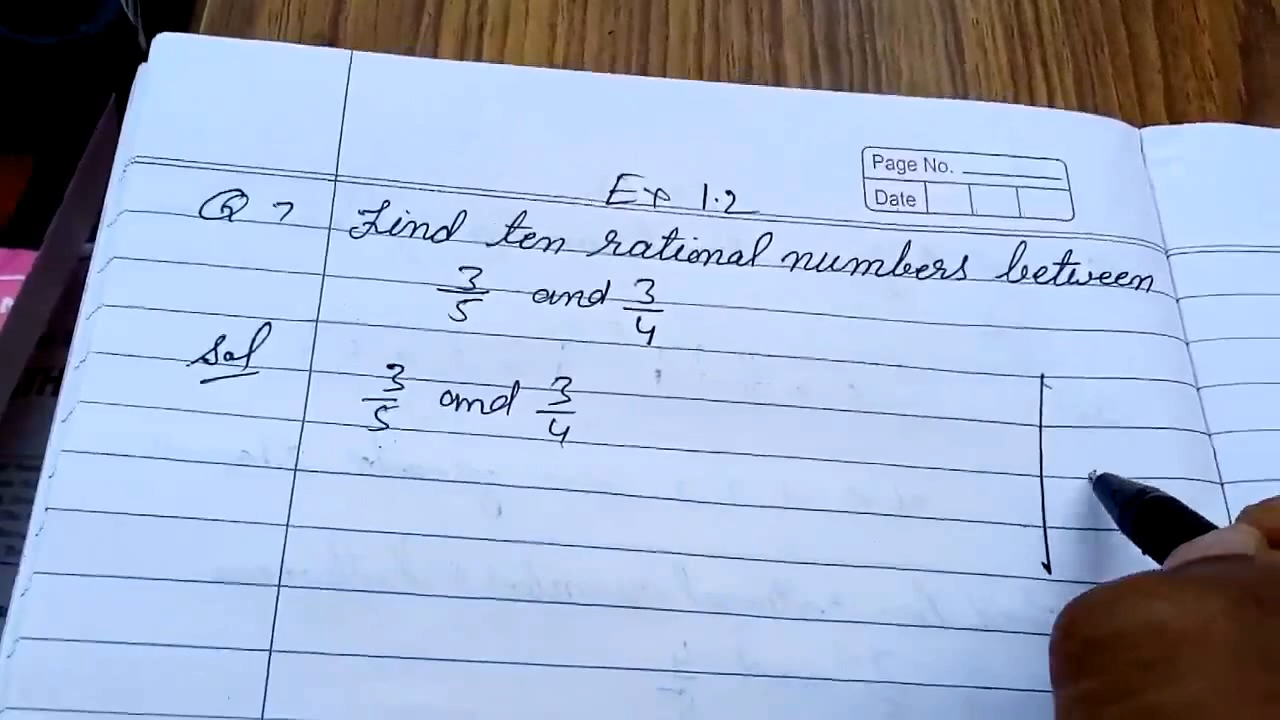 Page No.
Date
Ex 1.2
Q 7 Find ten rational numbers between
3/5 and 3/4
Sol
3/5 and 3/4